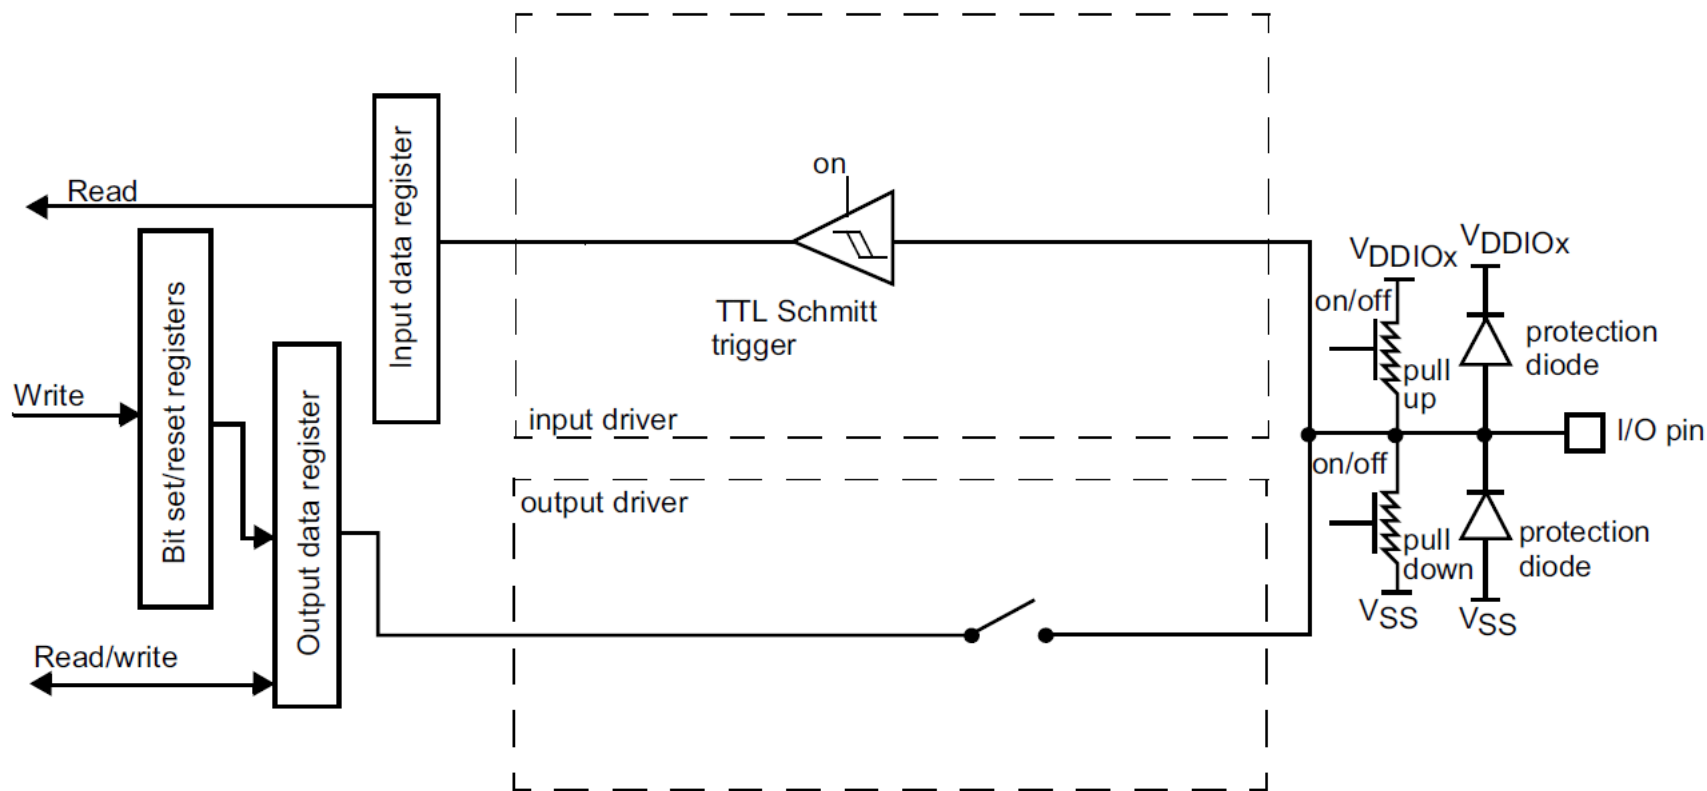 on
Read
Input data register
VDDIOx
VDDIOx
on/off
Bit set/reset registers
TTL Schmitt
trigger
protection
diode
pull
up
Write
Output data register
input driver
I/O pin
on/off
output driver
pull
down
protection
diode
VSS
VSS
Read/write